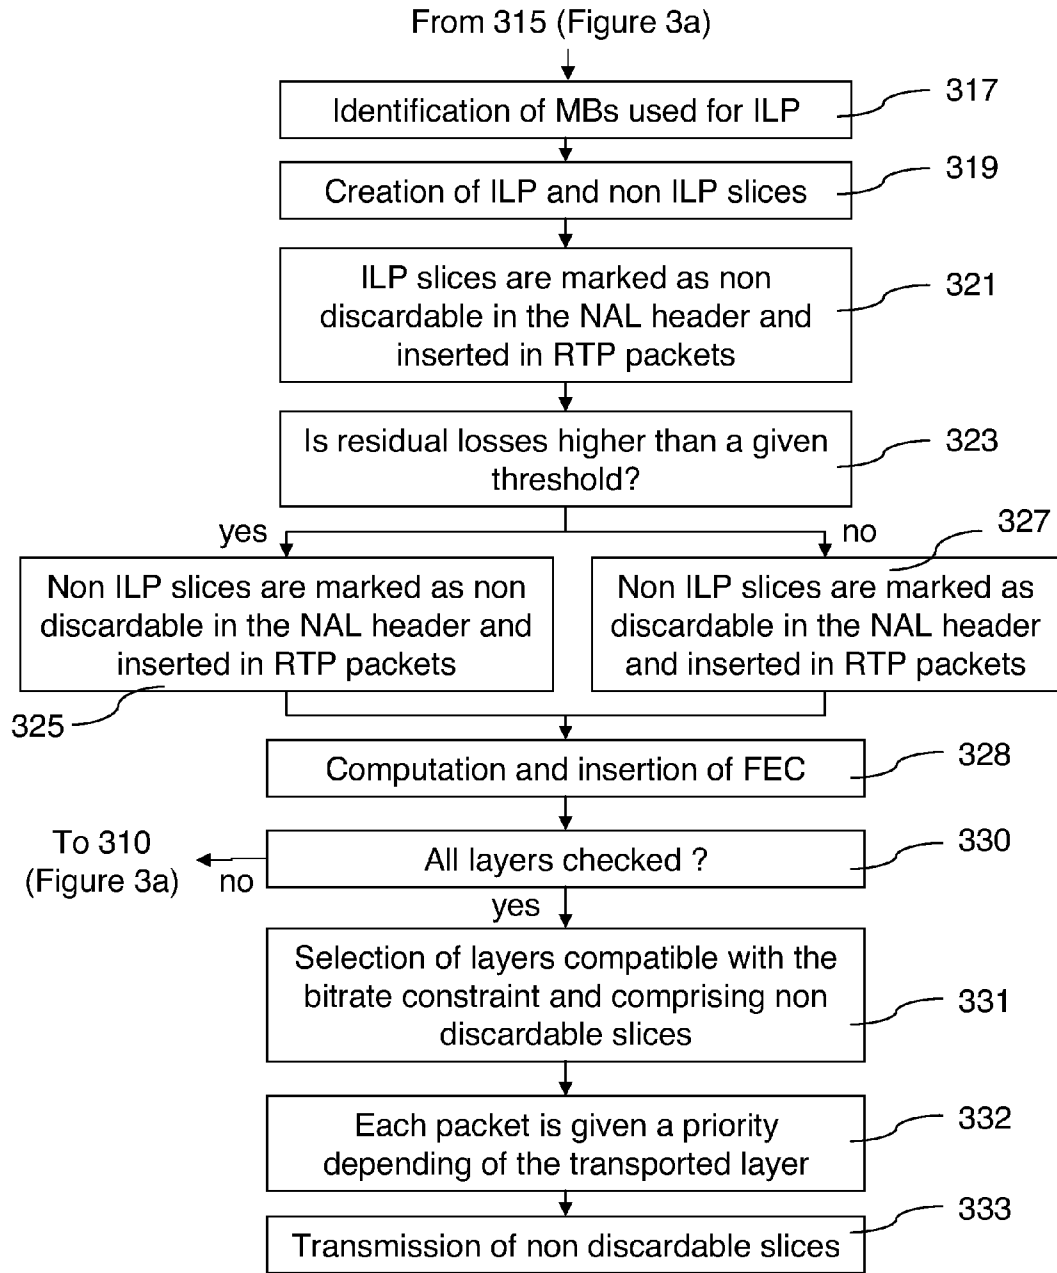 From 315 (Figure 3a)
Identification of MBs used for ILP
317
Creation of ILP and non ILP slices
319
ILP slices are marked as non
discardable in the NAL header and
inserted in RTP packets
321
Is residual losses higher than a given
threshold?
323
yes
no
327
Non ILP slices are marked as non
discardable in the NAL header and
inserted in RTP packets
325
Non ILP slices are marked as
discardable in the NAL header
and inserted in RTP packets
Computation and insertion of FEC
328
To 310
(Figure 3a)
no
All layers checked ?
330
yes
Selection of layers compatible with the
bitrate constraint and comprising non
discardable slices
331
Each packet is given a priority
depending of the transported layer
332
Transmission of non discardable slices
333